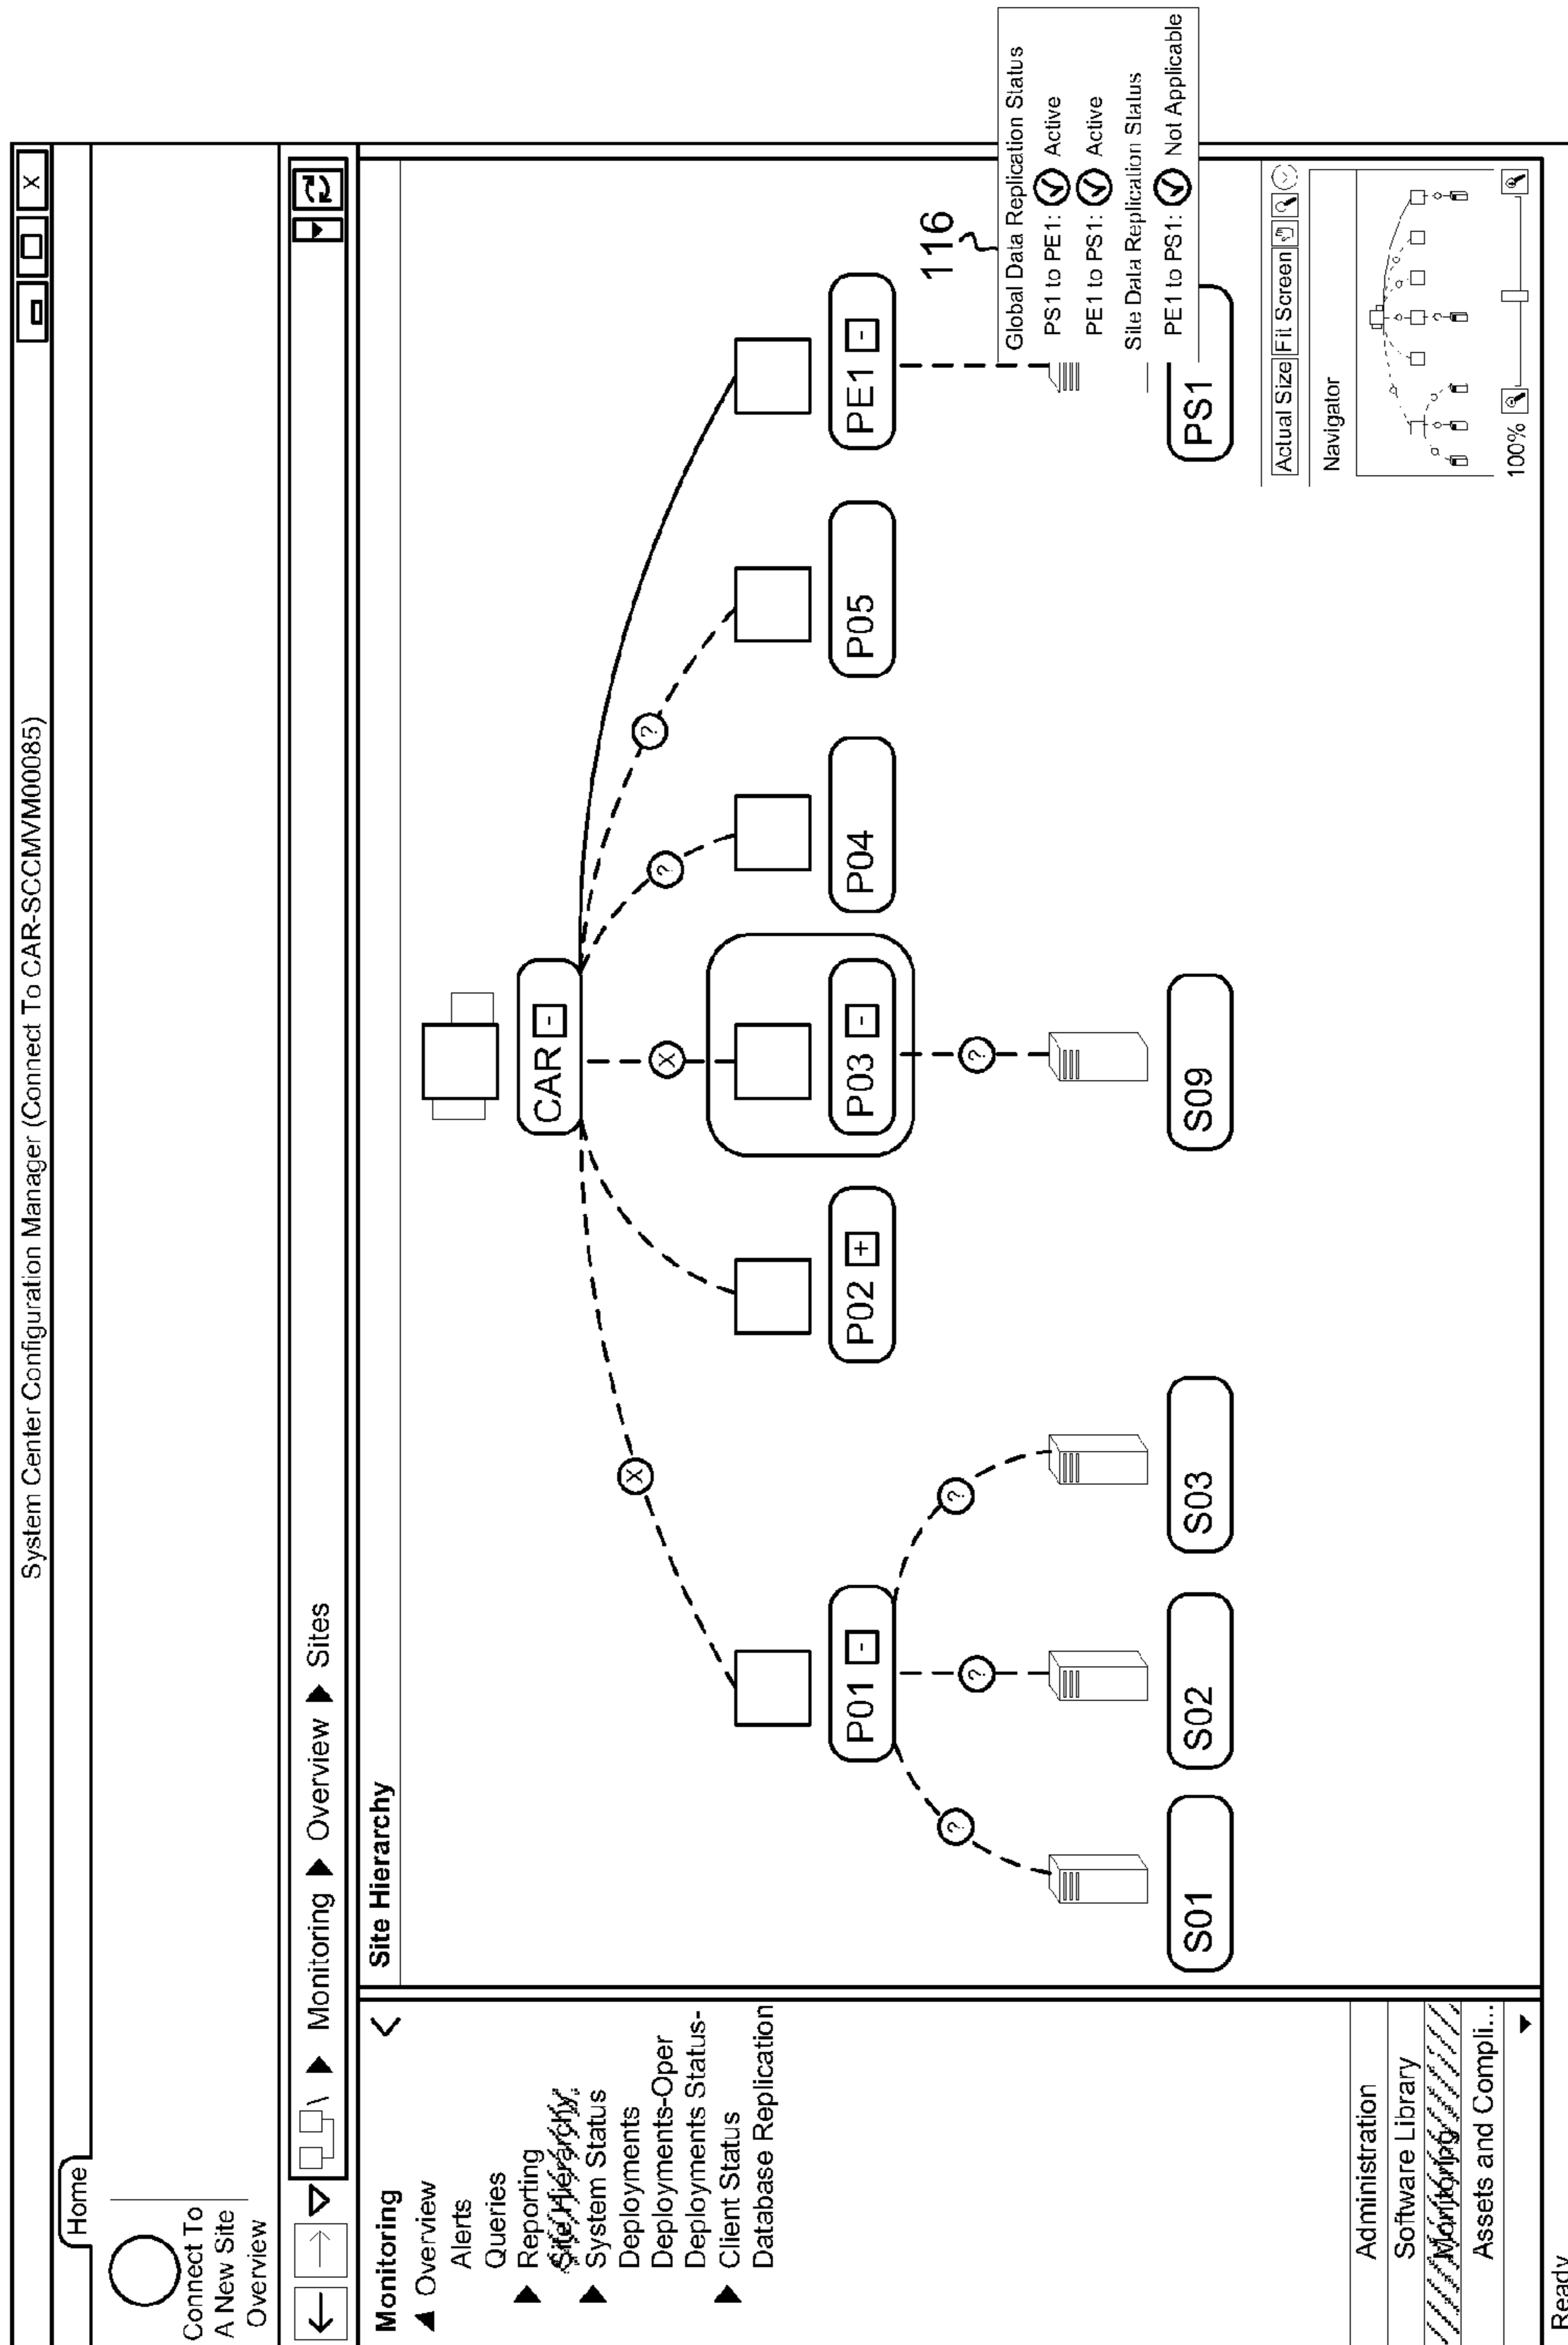 System Center Configuration Manager (Connect To CAR-SCCMVM00085)
X
Home
Connect To
A New Site
Overview
\ Monitoring Overview Sites
Monitoring
<
Overview
Alerts
Queries
Reporting
Site Hierarchy
System Status
Deployments
Deployments-Oper
Deployments Status-
Client Status
Database Replication
Administration
Software Library
Monitoring
Assets and Compli...
Ready
Site Hierarchy
CAR -
X
X
?
?
P01 -
P02 +
P03 -
P04
P05
PE1 -
?
?
?
?
S01
S02
S03
S09
PS1
116
Global Data Replication Status
PS1 to PE1: Active
PE1 to PS1: Active
Site Data Replication Status
PE1 to PS1: Not Applicable
Actual Size Fit Screen
Navigator
100%